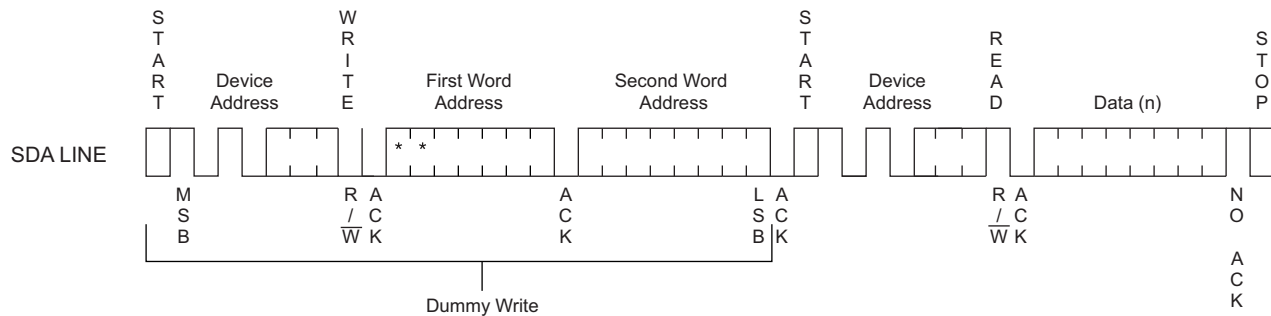 START
WRITE
START
READ
STOP
Device
Address
First Word
Address
Second Word
Address
Device
Address
Data (n)
SDA LINE
* *
MSB
R/W̅
ACK
ACK
LSB
ACK
R/W̅
ACK
NO ACK
Dummy Write